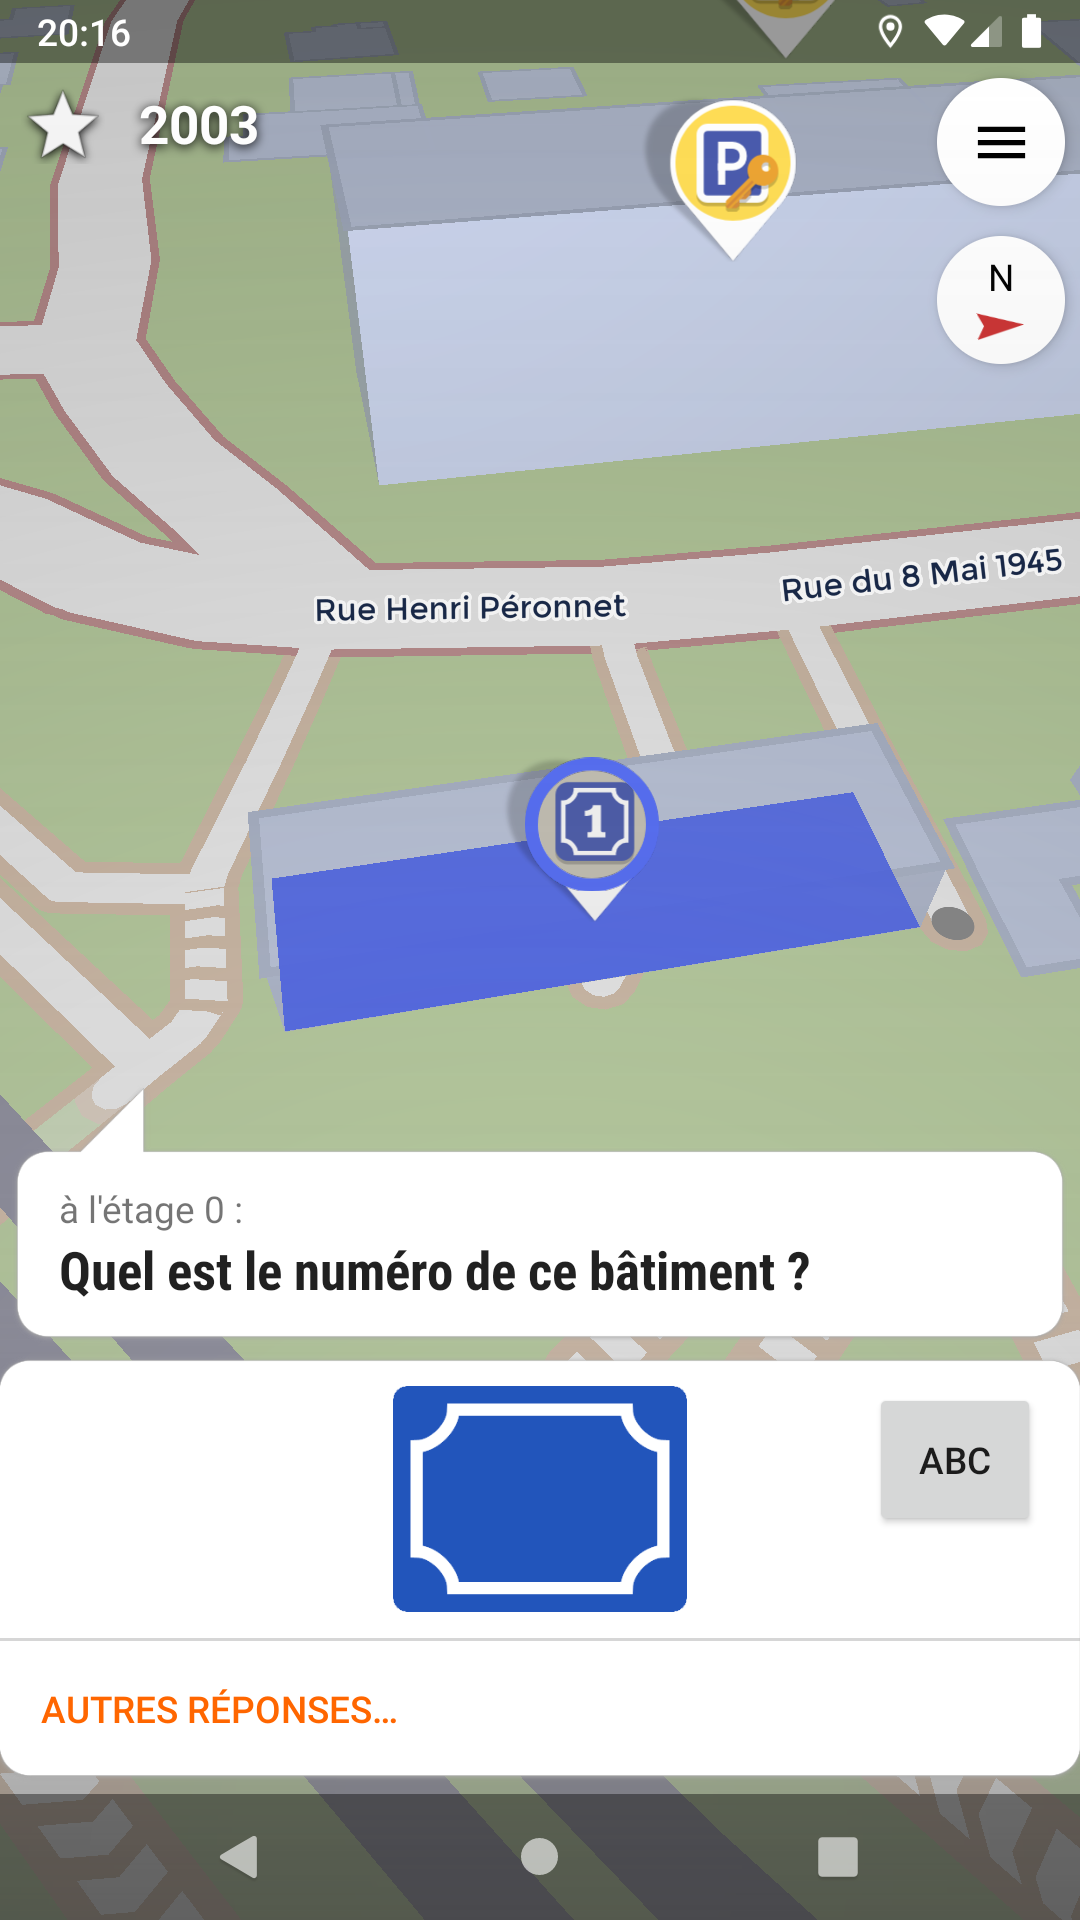 20:16
2003
P
N
Rue du 8 Mai 1945
Rue Henri Péronnet
1
à l'étage 0 :
Quel est le numéro de ce bâtiment ?
ABC
AUTRES RÉPONSES…